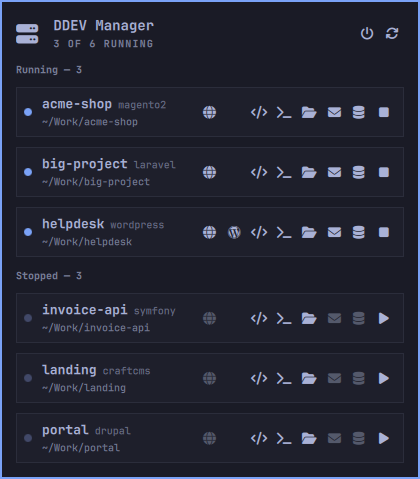 DDEV Manager
3 OF 6 RUNNING
Running — 3
acme-shop magento2
~/Work/acme-shop
big-project laravel
~/Work/big-project
helpdesk wordpress
~/Work/helpdesk
Stopped — 3
invoice-api symfony
~/Work/invoice-api
landing craftcms
~/Work/landing
portal drupal
~/Work/portal